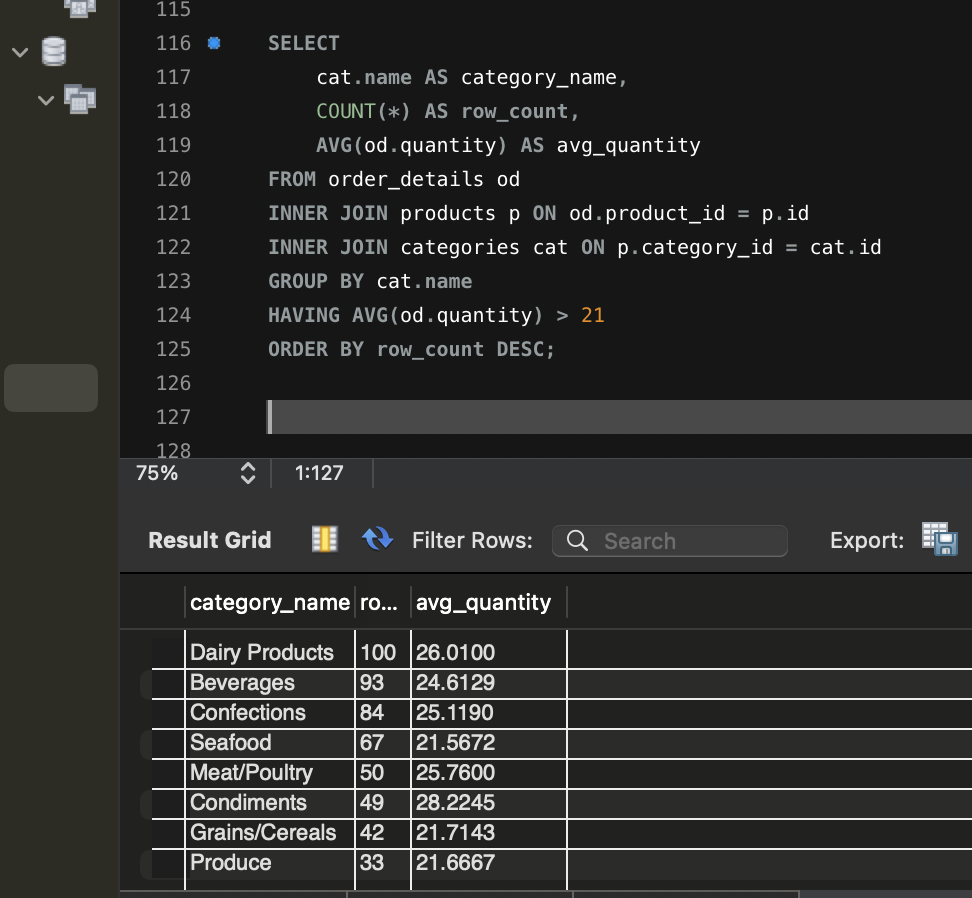 115
116 SELECT
117 cat.name AS category_name,
118 COUNT(*) AS row_count,
119 AVG(od.quantity) AS avg_quantity
120 FROM order_details od
121 INNER JOIN products p ON od.product_id = p.id
122 INNER JOIN categories cat ON p.category_id = cat.id
123 GROUP BY cat.name
124 HAVING AVG(od.quantity) > 21
125 ORDER BY row_count DESC;
126
127
128
75% 1:127
Result Grid Filter Rows: Search Export:
category_name ro... avg_quantity
Dairy Products 100 26.0100
Beverages 93 24.6129
Confections 84 25.1190
Seafood 67 21.5672
Meat/Poultry 50 25.7600
Condiments 49 28.2245
Grains/Cereals 42 21.7143
Produce 33 21.6667